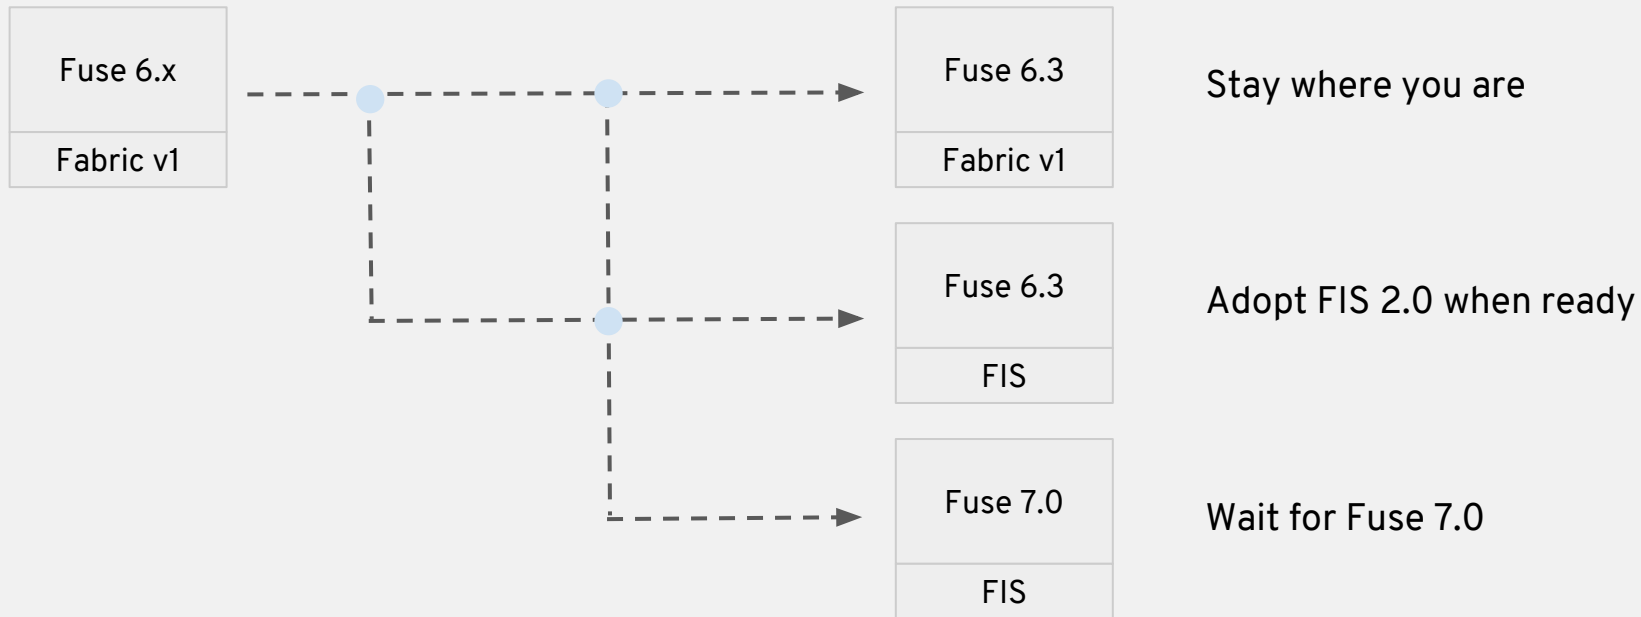 Fuse 6.x
Fabric v1
Fuse 6.3
Fabric v1
Stay where you are
Fuse 6.3
FIS
Adopt FIS 2.0 when ready
Fuse 7.0
FIS
Wait for Fuse 7.0